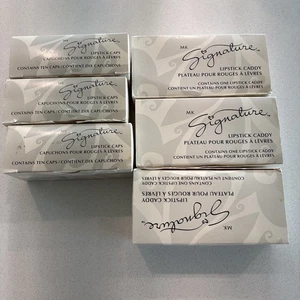 Signature
LIPSTICK CAPS
CAPUCHONS POUR ROUGES À LÈVRES
CONTAINS TEN CAPS/CONTIENT DIX CAPUCHONS
MK
Signature
LIPSTICK CAPS
CAPUCHONS POUR ROUGES À LÈVRES
CONTAINS TEN CAPS/CONTIENT DIX CAPUCHONS
Signature
LIPSTICK CAPS
CAPUCHONS POUR ROUGES À LÈVRES
CONTAINS TEN CAPS/CONTIENT DIX CAPUCHONS
MK
Signature
LIPSTICK CADDY
PLATEAU POUR ROUGES À LÈVRES
CONTAINS ONE LIPSTICK CADDY
CONTIENT UN PLATEAU POUR ROUGES À LÈVRES
MK
Signature
LIPSTICK CADDY
PLATEAU POUR ROUGES À LÈVRES
CONTAINS ONE LIPSTICK CADDY
CONTIENT UN PLATEAU POUR ROUGES À LÈVRES
MK
Signature
LIPSTICK CADDY
PLATEAU POUR ROUGES À LÈVRES
CONTAINS ONE LIPSTICK CADDY
CONTIENT UN PLATEAU POUR ROUGES À LÈVRES